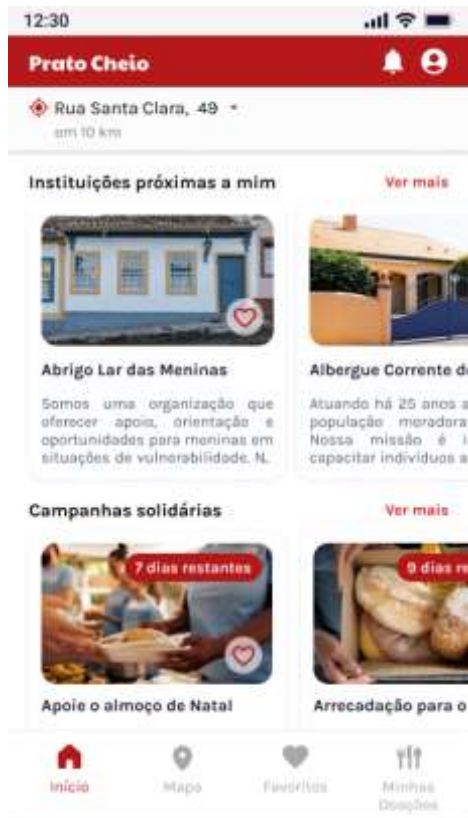 12:30
Prato Cheio
Rua Santa Clara, 49
em 10 km
Instituições próximas a mim
Ver mais
Abrigo Lar das Meninas
Somos uma organização que
oferecer apoio, orientação e
oportunidades para meninas em
situações de vulnerabilidade. N.
Albergue Corrente d
Atuando há 25 anos a
população moradora
Nossa missão é i
capacitar indivíduos a
Campanhas solidárias
Ver mais
7 dias restantes
9 dias re
Apoie o almoço de Natal
Arrecadação para o
Início
Mapa
Favoritos
Minhas
Doações